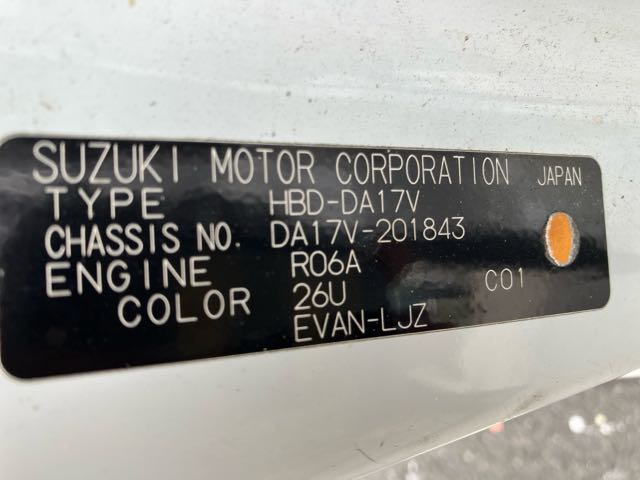 SUZUKI MOTOR CORPORATION JAPAN
TYPE HBD-DA17V
CHASSIS NO. DA17V-201843
ENGINE R06A
COLOR 26U C01
EVAN-LJZ